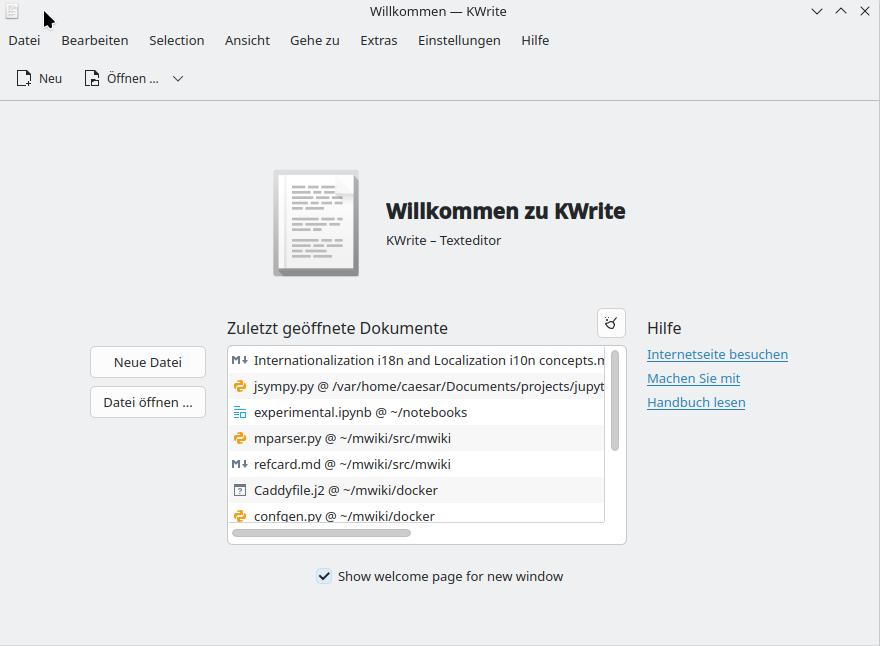 Willkommen — KWrite
Datei Bearbeiten Selection Ansicht Gehe zu Extras Einstellungen Hilfe
Neu Öffnen ...
Willkommen zu KWrite
KWrite – Texteditor
Zuletzt geöffnete Dokumente
Neue Datei
Datei öffnen ...
Internationalization i18n and Localization i10n concepts.m
jsympy.py @ /var/home/caesar/Documents/projects/jupyt
experimental.ipynb @ ~/notebooks
mparser.py @ ~/mwiki/src/mwiki
refcard.md @ ~/mwiki/src/mwiki
Caddyfile.j2 @ ~/mwiki/docker
confgen.py @ ~/mwiki/docker
Hilfe
Internetseite besuchen
Machen Sie mit
Handbuch lesen
Show welcome page for new window